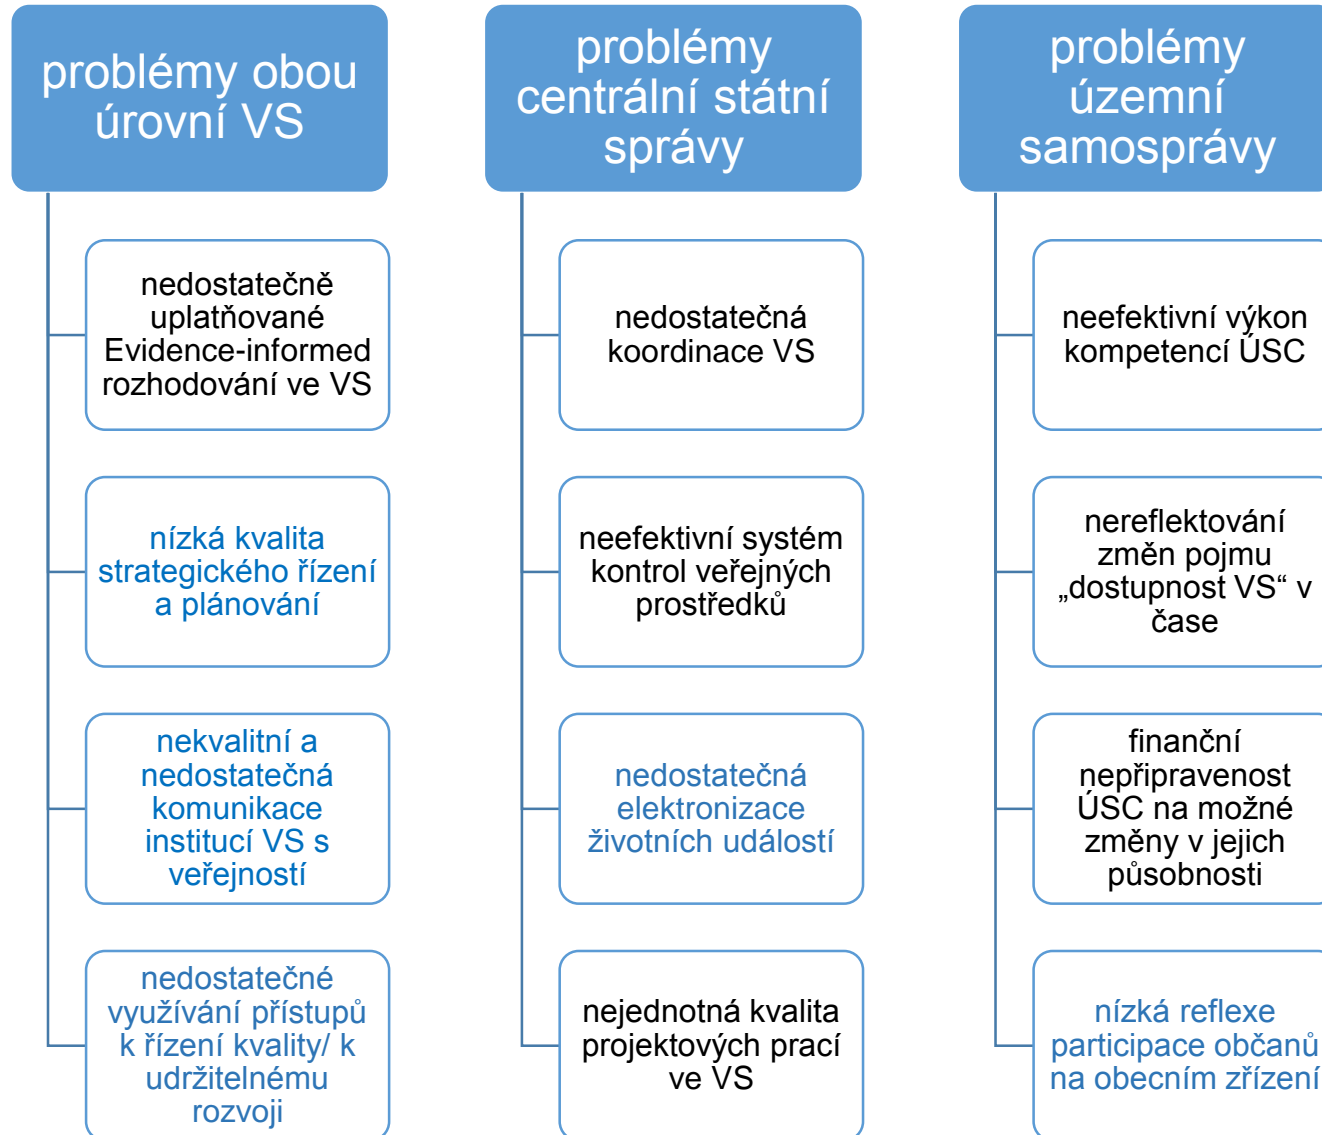 problémy obou
úrovní VS
nedostatečně
uplatňované
Evidence-informed
rozhodování ve VS
nízká kvalita
strategického řízení
a plánování
nekvalitní a
nedostatečná
komunikace
institucí VS s
veřejností
nedostatečné
využívání přístupů
k řízení kvality/ k
udržitelnému
rozvoji
problémy
centrální státní
správy
nedostatečná
koordinace VS
neefektivní systém
kontrol veřejných
prostředků
nedostatečná
elektronizace
životních událostí
nejednotná kvalita
projektových prací
ve VS
problémy
územní
samosprávy
neefektivní výkon
kompetencí ÚSC
nereflektování
změn pojmu
„dostupnost VS“ v
čase
finanční
nepřipravenost
ÚSC na možné
změny v jejich
působnosti
nízká reflexe
participace občanů
na obecním zřízení